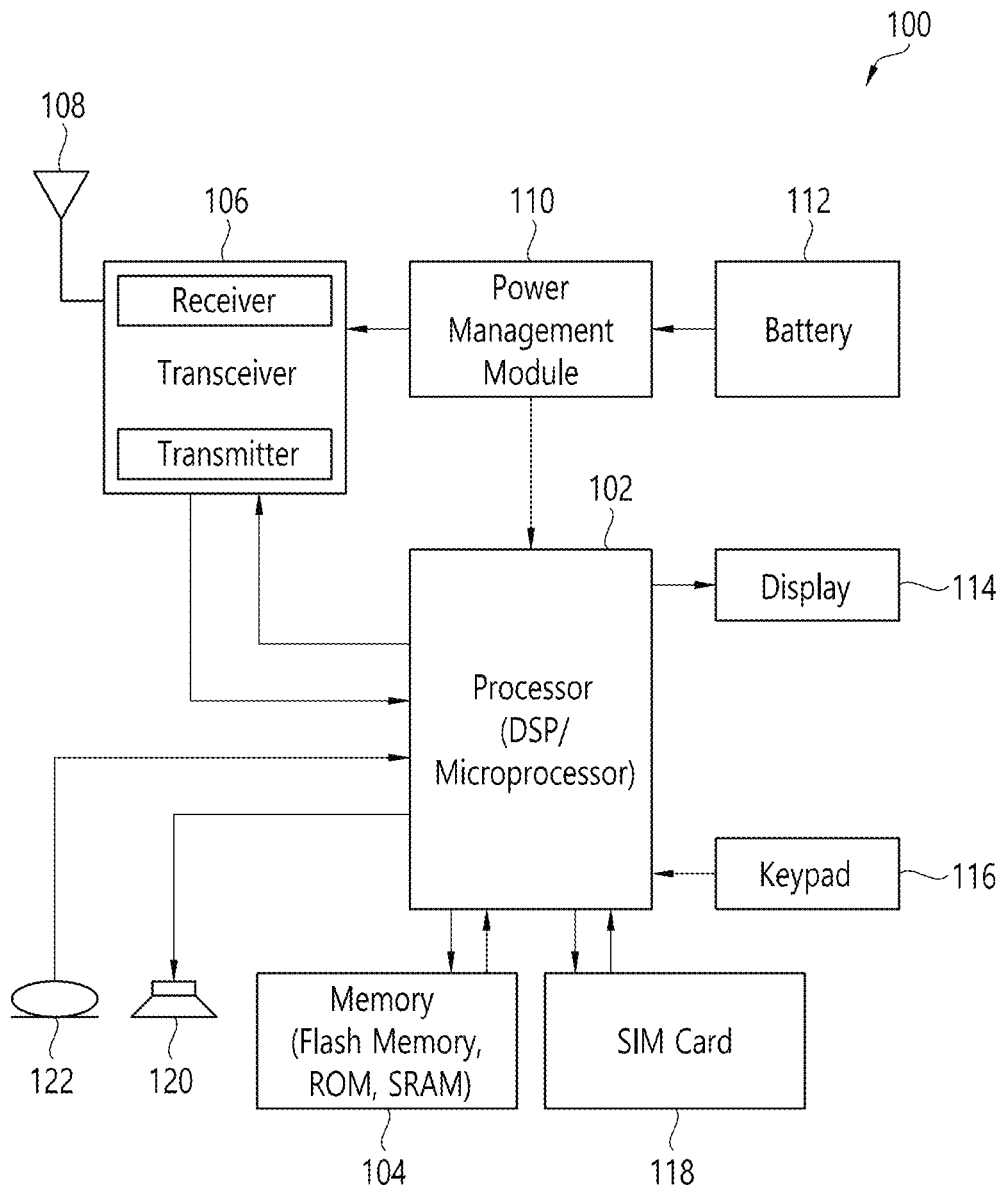 100
108
106
110
112
Receiver
Transceiver
Transmitter
Power
Management
Module
Battery
102
Display
114
Processor
(DSP/
Microprocessor)
Keypad
116
Memory
(Flash Memory,
ROM, SRAM)
SIM Card
122
120
104
118